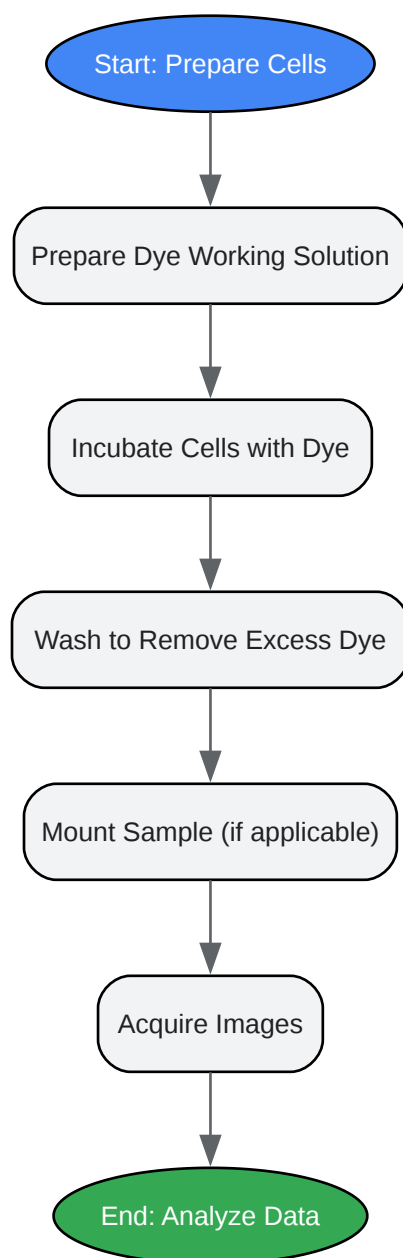 Start: Prepare Cells
Prepare Dye Working Solution
Incubate Cells with Dye
Wash to Remove Excess Dye
Mount Sample (if applicable)
Acquire Images
End: Analyze Data